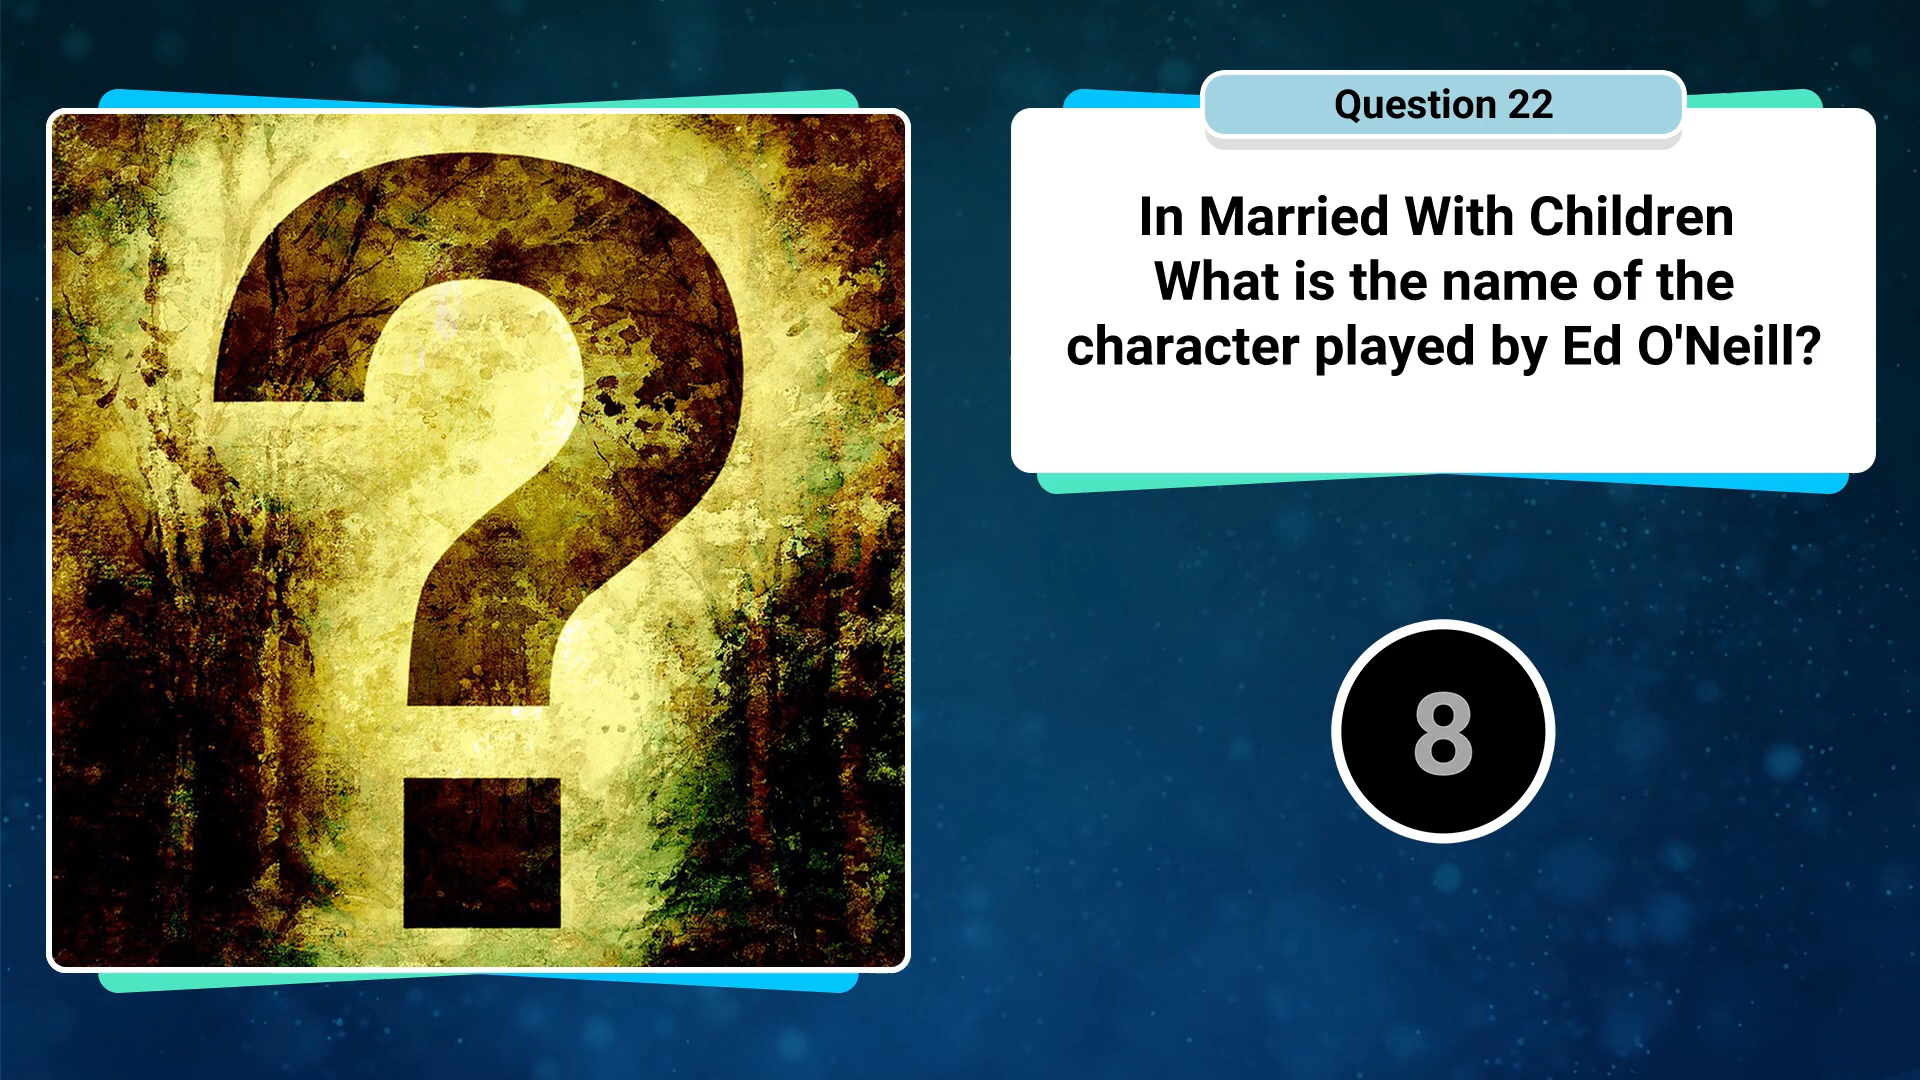 Question 22
In Married With Children
What is the name of the
character played by Ed O'Neill?
8